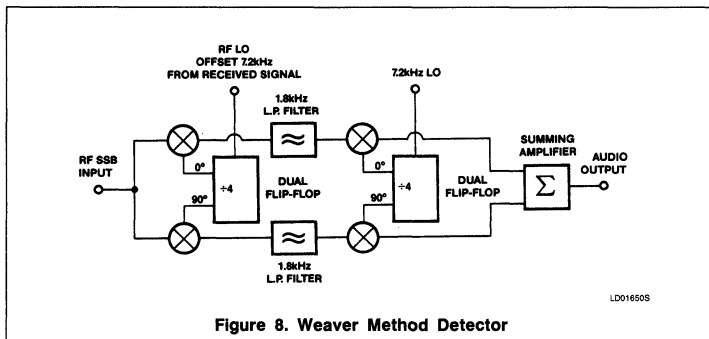 RF LO
OFFSET 7.2kHz
FROM RECEIVED SIGNAL
7.2kHz LO
1.8kHz
L.P. FILTER
SUMMING
AMPLIFIER
AUDIO
OUTPUT
RF SSB
INPUT
0°
÷4
90°
DUAL
FLIP-FLOP
0°
÷4
90°
DUAL
FLIP-FLOP
Σ
1.8kHz
L.P. FILTER
LD01650S
Figure 8. Weaver Method Detector